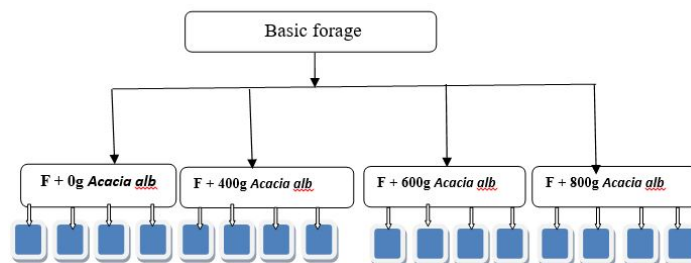 Basic forage
F + 0g Acacia alb
F + 400g Acacia alb
F + 600g Acacia alb
F + 800g Acacia alb